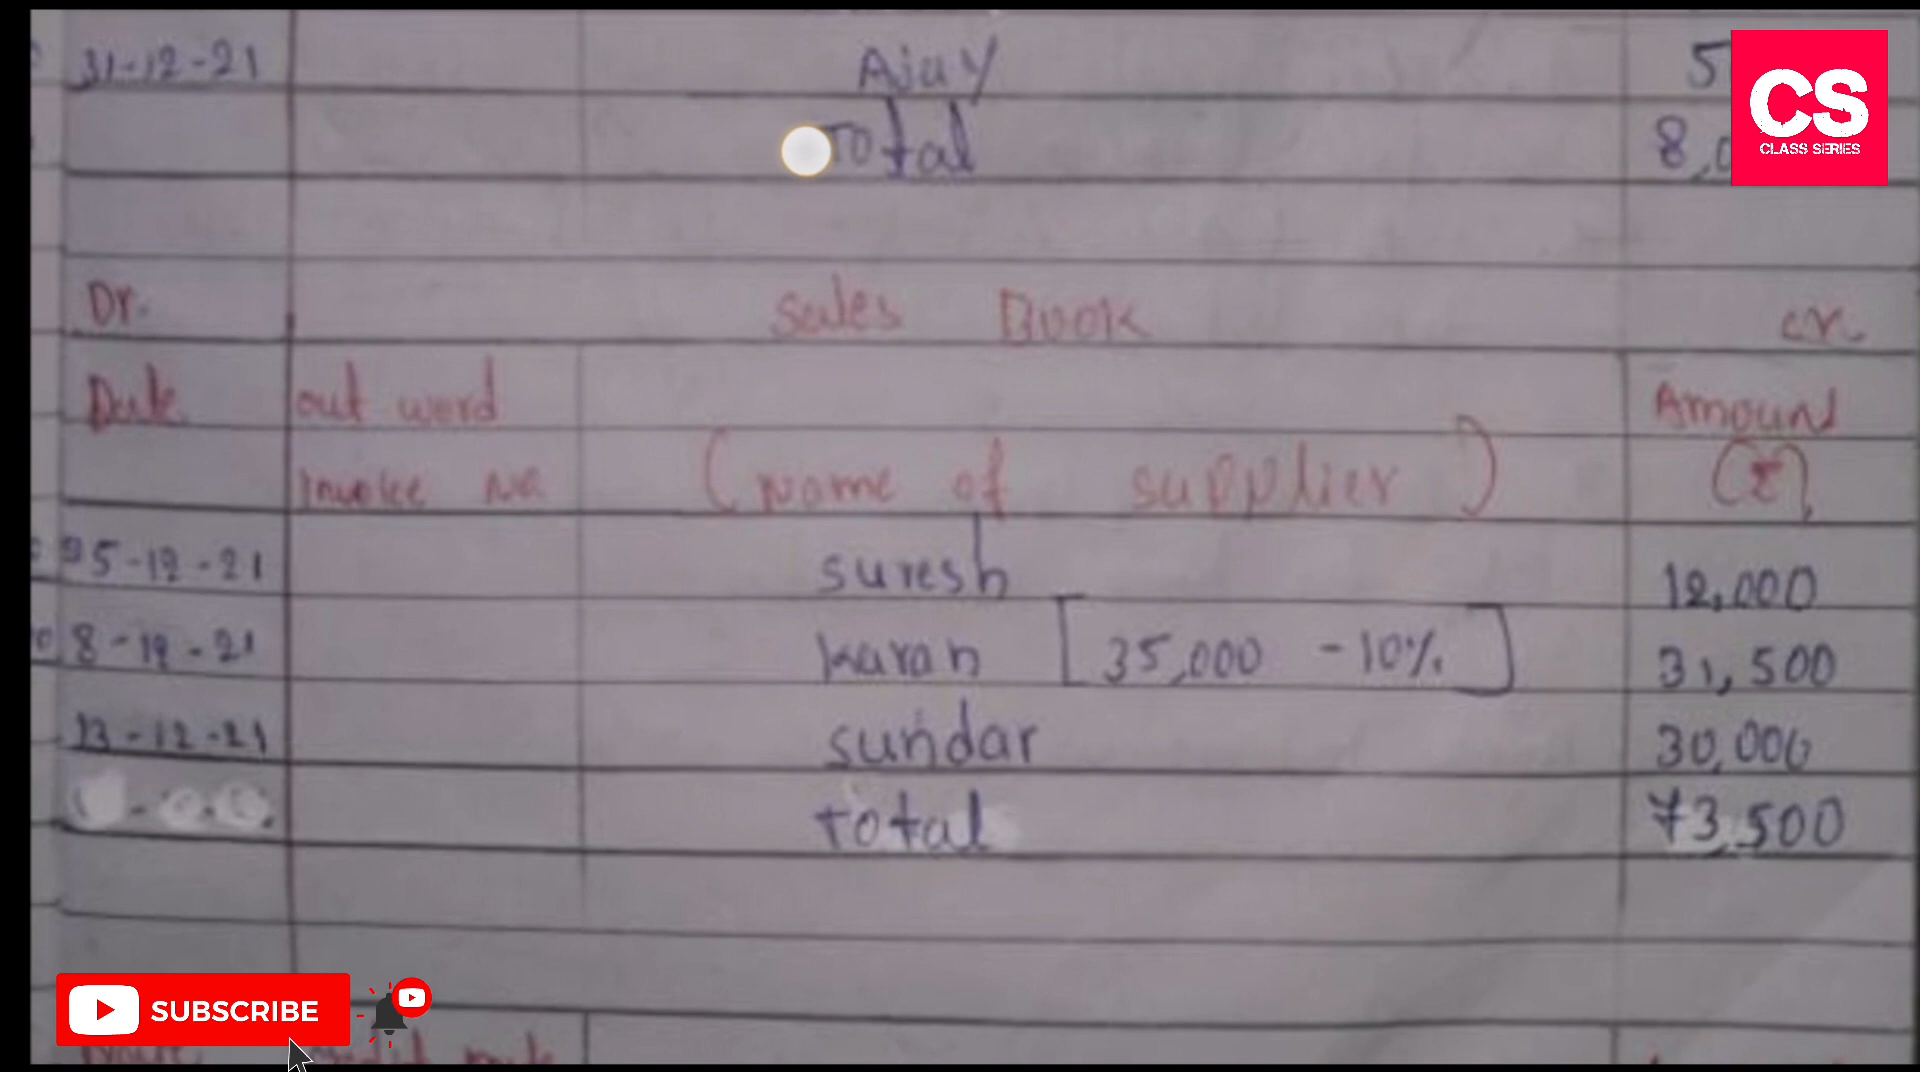 31-12-21 Ajay 5
Total 8,0
CS
CLASS SERIES
Dr. Sales Book cr.
Date out word Amount
Invoice No (Name of supplier) (₹)
5-12-21 suresh 12,000
8-12-21 karan [35,000 -10%] 31,500
13-12-21 sundar 30,000
total 73,500
SUBSCRIBE